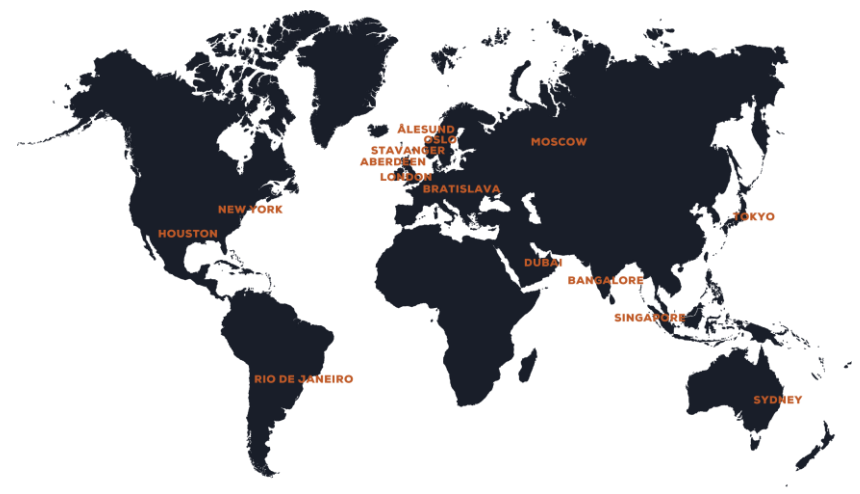 ÅLESUND
OSLO
MOSCOW
STAVANGER
ABERDEEN
LONDON
BRATISLAVA
NEW YORK
TOKYO
HOUSTON
DUBAI
BANGALORE
SINGAPORE
RIO DE JANEIRO
SYDNEY